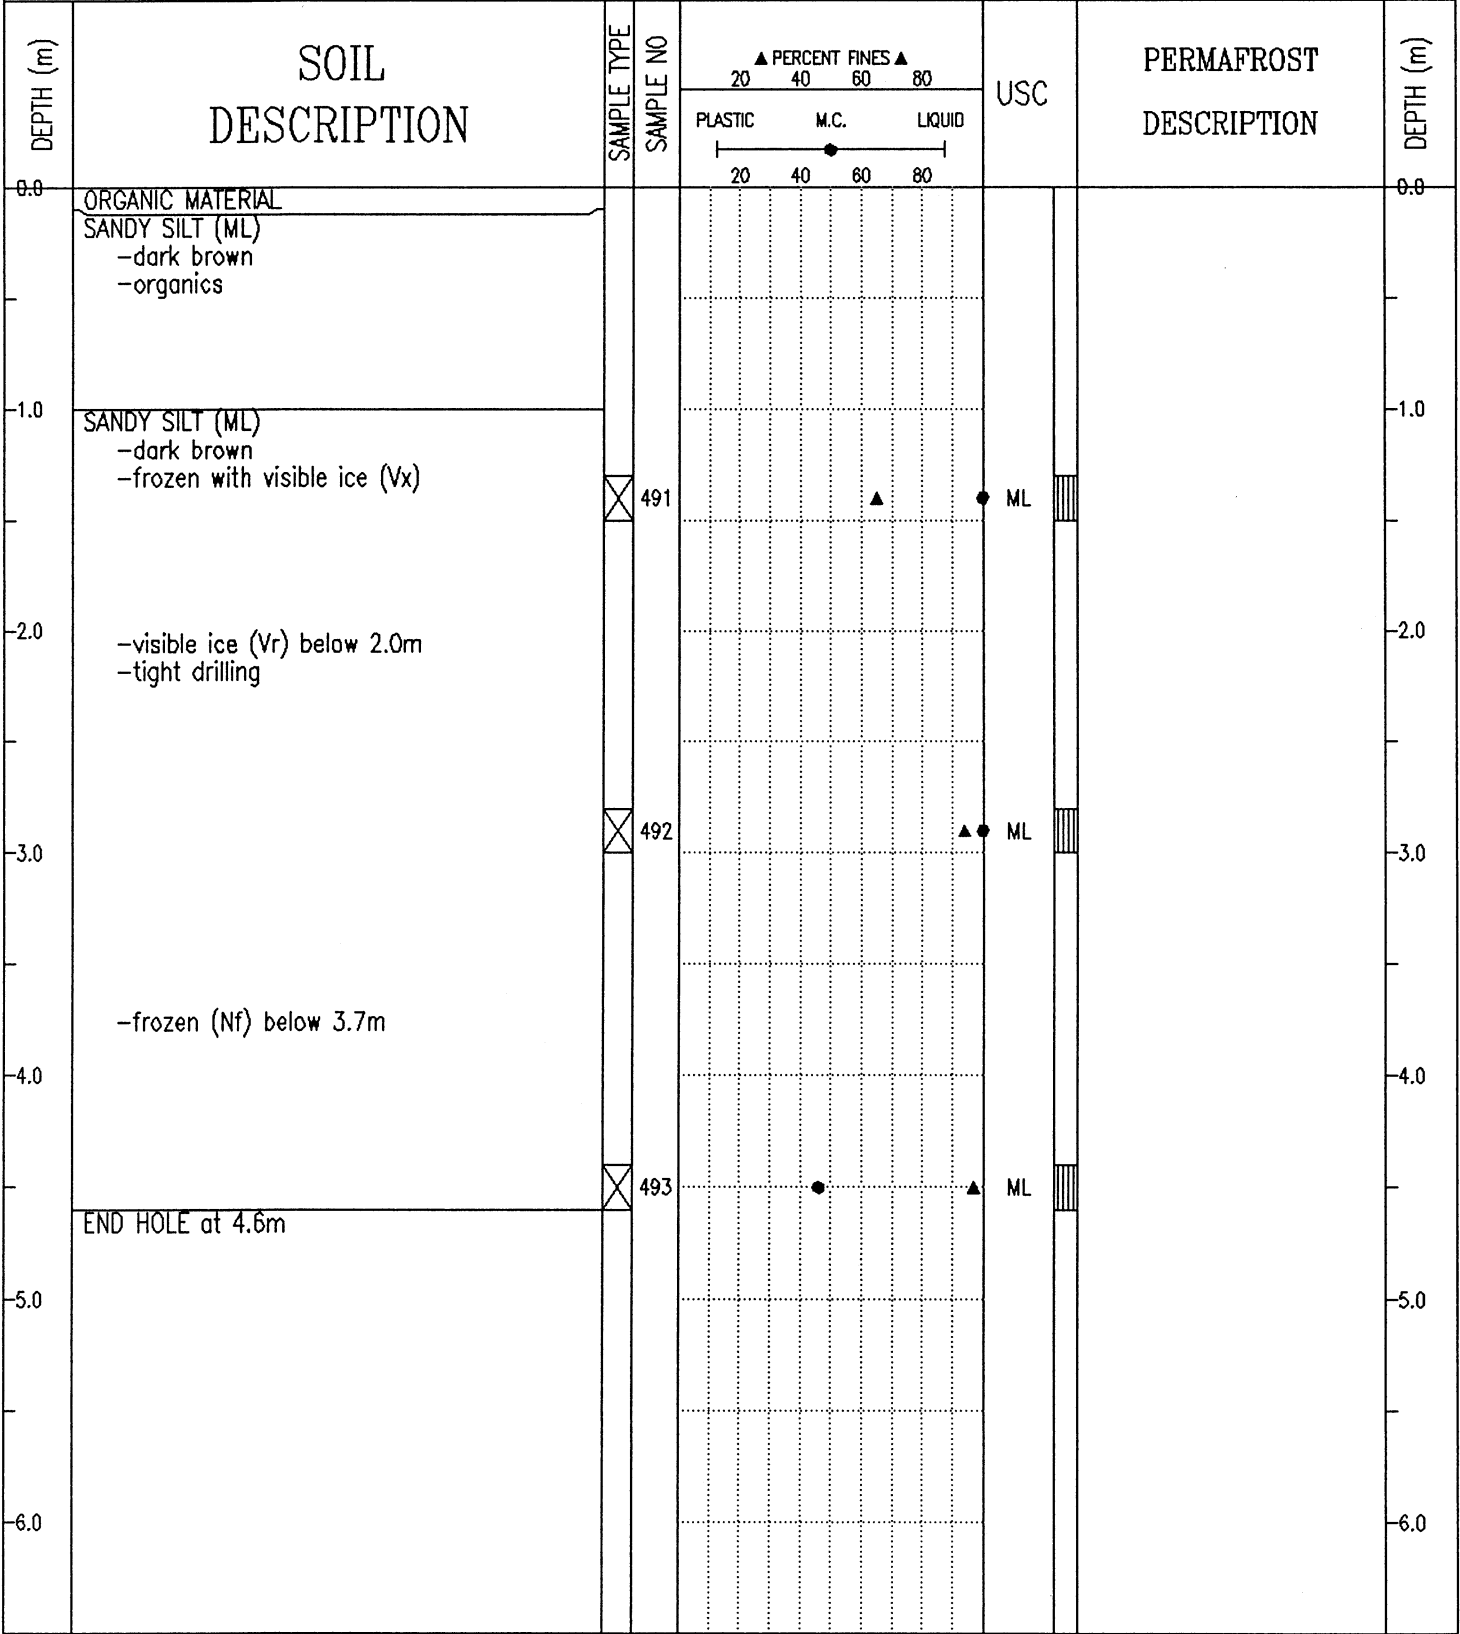 DEPTH (m)
SOIL
DESCRIPTION
SAMPLE TYPE
SAMPLE NO
▲ PERCENT FINES ▲
20 40 60 80
PLASTIC M.C. LIQUID
20 40 60 80
USC
PERMAFROST
DESCRIPTION
DEPTH (m)
0.0 0.0
ORGANIC MATERIAL
SANDY SILT (ML)
-dark brown
-organics
1.0 1.0
SANDY SILT (ML)
-dark brown
-frozen with visible ice (Vx)
491 ML
2.0 2.0
-visible ice (Vr) below 2.0m
-tight drilling
492 ML
3.0 3.0
-frozen (Nf) below 3.7m
4.0 4.0
493 ML
END HOLE at 4.6m
5.0 5.0
6.0 6.0